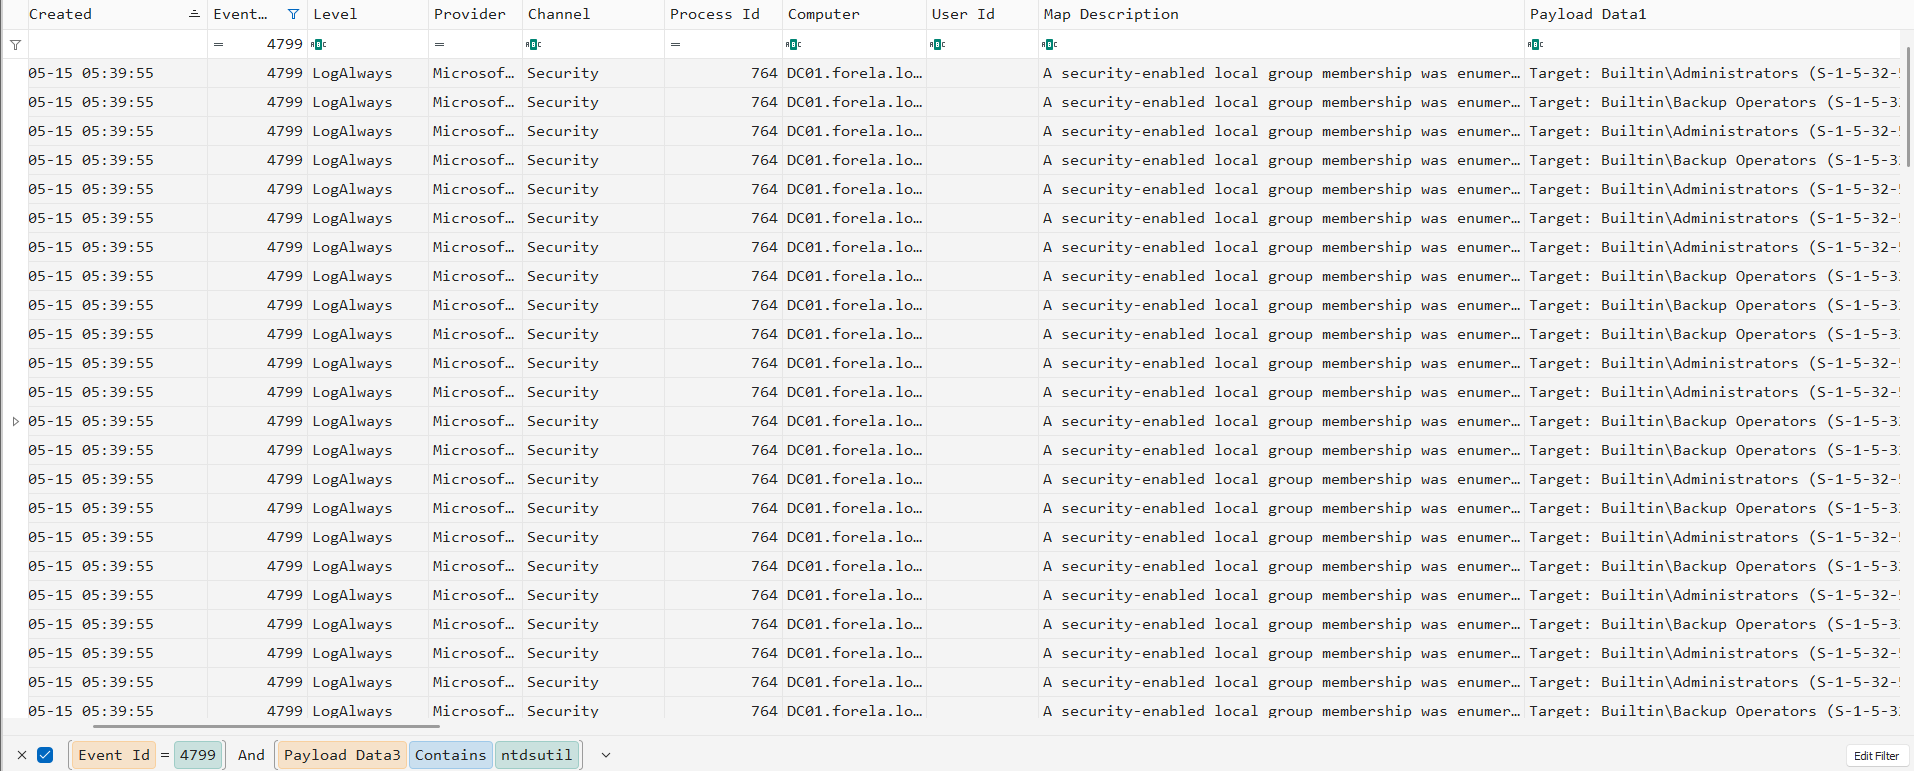 Created Event… Level Provider Channel Process Id Computer User Id Map Description Payload Data1
= 4799 ABC = ABC = ABC ABC ABC ABC
05-15 05:39:55 4799 LogAlways Microsof… Security 764 DC01.forela.lo… A security-enabled local group membership was enumer… Target: Builtin\Administrators (S-1-5-32-
05-15 05:39:55 4799 LogAlways Microsof… Security 764 DC01.forela.lo… A security-enabled local group membership was enumer… Target: Builtin\Backup Operators (S-1-5-3
05-15 05:39:55 4799 LogAlways Microsof… Security 764 DC01.forela.lo… A security-enabled local group membership was enumer… Target: Builtin\Administrators (S-1-5-32-
05-15 05:39:55 4799 LogAlways Microsof… Security 764 DC01.forela.lo… A security-enabled local group membership was enumer… Target: Builtin\Backup Operators (S-1-5-3
05-15 05:39:55 4799 LogAlways Microsof… Security 764 DC01.forela.lo… A security-enabled local group membership was enumer… Target: Builtin\Administrators (S-1-5-32-
05-15 05:39:55 4799 LogAlways Microsof… Security 764 DC01.forela.lo… A security-enabled local group membership was enumer… Target: Builtin\Administrators (S-1-5-32-
05-15 05:39:55 4799 LogAlways Microsof… Security 764 DC01.forela.lo… A security-enabled local group membership was enumer… Target: Builtin\Administrators (S-1-5-32-
05-15 05:39:55 4799 LogAlways Microsof… Security 764 DC01.forela.lo… A security-enabled local group membership was enumer… Target: Builtin\Backup Operators (S-1-5-3
05-15 05:39:55 4799 LogAlways Microsof… Security 764 DC01.forela.lo… A security-enabled local group membership was enumer… Target: Builtin\Backup Operators (S-1-5-3
05-15 05:39:55 4799 LogAlways Microsof… Security 764 DC01.forela.lo… A security-enabled local group membership was enumer… Target: Builtin\Backup Operators (S-1-5-3
05-15 05:39:55 4799 LogAlways Microsof… Security 764 DC01.forela.lo… A security-enabled local group membership was enumer… Target: Builtin\Administrators (S-1-5-32-
05-15 05:39:55 4799 LogAlways Microsof… Security 764 DC01.forela.lo… A security-enabled local group membership was enumer… Target: Builtin\Administrators (S-1-5-32-
05-15 05:39:55 4799 LogAlways Microsof… Security 764 DC01.forela.lo… A security-enabled local group membership was enumer… Target: Builtin\Backup Operators (S-1-5-3
05-15 05:39:55 4799 LogAlways Microsof… Security 764 DC01.forela.lo… A security-enabled local group membership was enumer… Target: Builtin\Backup Operators (S-1-5-3
05-15 05:39:55 4799 LogAlways Microsof… Security 764 DC01.forela.lo… A security-enabled local group membership was enumer… Target: Builtin\Administrators (S-1-5-32-
05-15 05:39:55 4799 LogAlways Microsof… Security 764 DC01.forela.lo… A security-enabled local group membership was enumer… Target: Builtin\Backup Operators (S-1-5-3
05-15 05:39:55 4799 LogAlways Microsof… Security 764 DC01.forela.lo… A security-enabled local group membership was enumer… Target: Builtin\Administrators (S-1-5-32-
05-15 05:39:55 4799 LogAlways Microsof… Security 764 DC01.forela.lo… A security-enabled local group membership was enumer… Target: Builtin\Backup Operators (S-1-5-3
05-15 05:39:55 4799 LogAlways Microsof… Security 764 DC01.forela.lo… A security-enabled local group membership was enumer… Target: Builtin\Administrators (S-1-5-32-
05-15 05:39:55 4799 LogAlways Microsof… Security 764 DC01.forela.lo… A security-enabled local group membership was enumer… Target: Builtin\Backup Operators (S-1-5-3
05-15 05:39:55 4799 LogAlways Microsof… Security 764 DC01.forela.lo… A security-enabled local group membership was enumer… Target: Builtin\Administrators (S-1-5-32-
05-15 05:39:55 4799 LogAlways Microsof… Security 764 DC01.forela.lo… A security-enabled local group membership was enumer… Target: Builtin\Administrators (S-1-5-32-
05-15 05:39:55 4799 LogAlways Microsof… Security 764 DC01.forela.lo… A security-enabled local group membership was enumer… Target: Builtin\Backup Operators (S-1-5-3
Event Id = 4799 And Payload Data3 Contains ntdsutil Edit Filter